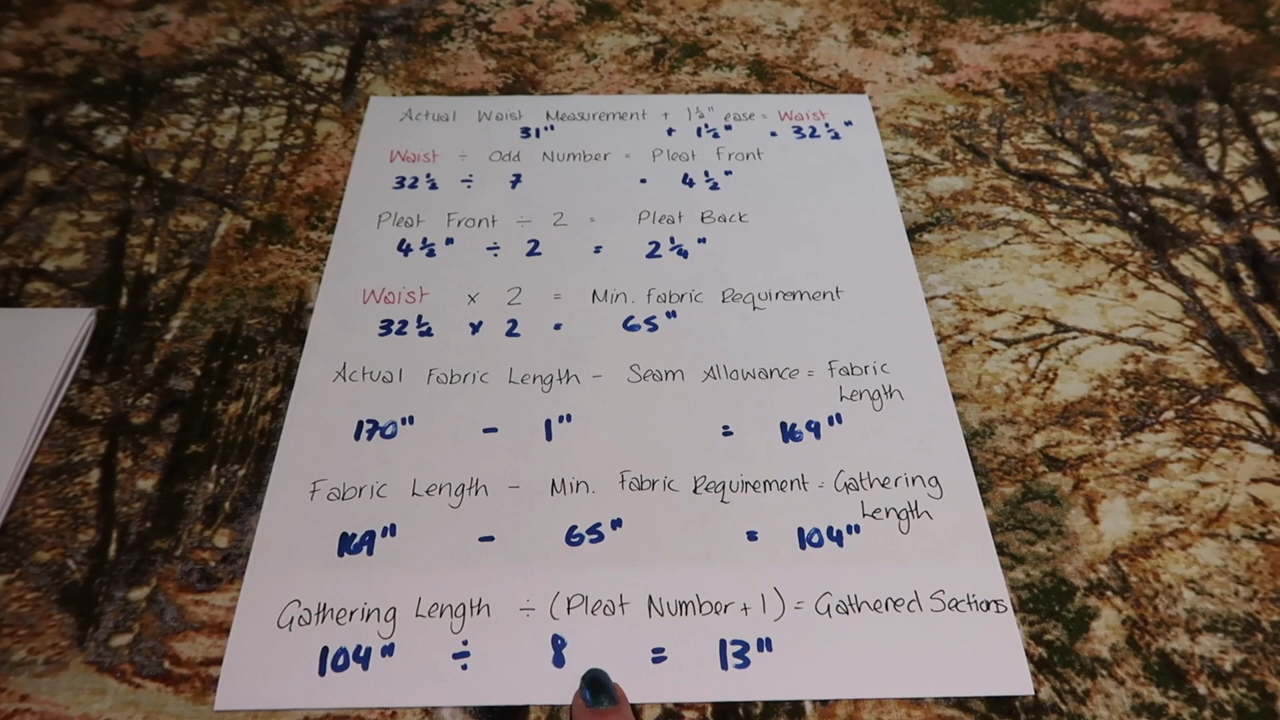 Actual Waist Measurement + 1½" ease = Waist
31" + 1½" = 32½"
Waist ÷ Odd Number = Pleat Front
32½ ÷ 7 = 4½"
Pleat Front ÷ 2 = Pleat Back
4½" ÷ 2 = 2¼"
Waist x 2 = Min. Fabric Requirement
32½ x 2 = 65"
Actual Fabric Length - Seam Allowance = Fabric
Length
170" - 1" = 169"
Fabric Length - Min. Fabric Requirement = Gathering
Length
169" - 65" = 104"
Gathering Length ÷ (Pleat Number + 1) = Gathered Sections
104" ÷ 8 = 13"